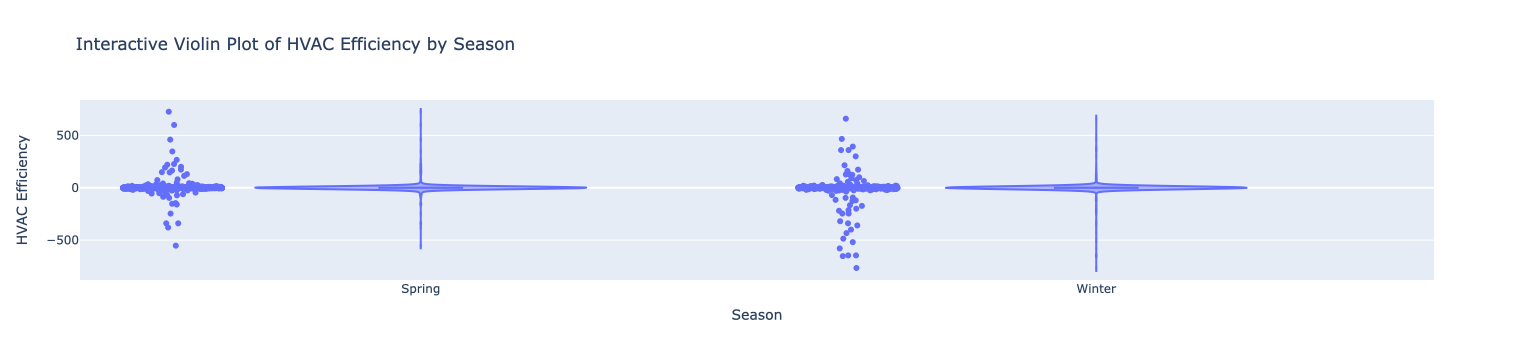 Interactive Violin Plot of HVAC Efficiency by Season
HVAC Efficiency
500
0
−500
Spring
Winter
Season